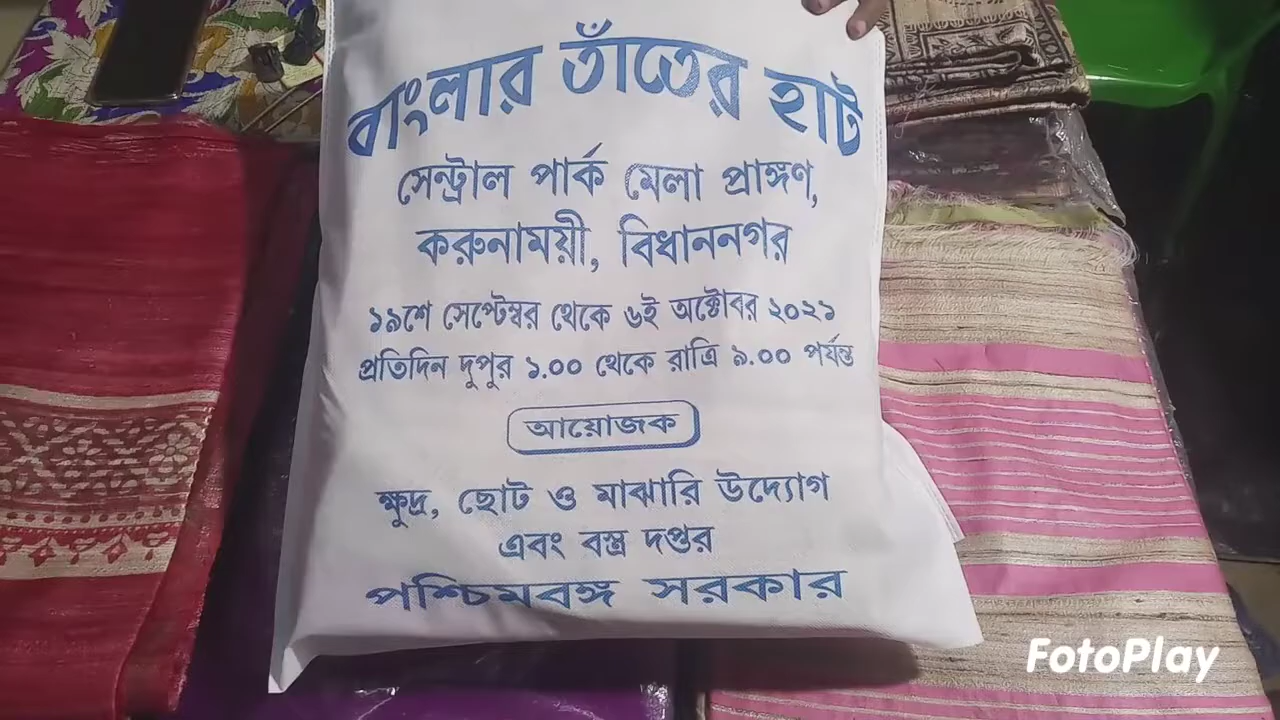 বাংলার তাঁতের হাট
সেন্ট্রাল পার্ক মেলা প্রাঙ্গণ,
করুনাময়ী, বিধাননগর
১৯শে সেপ্টেম্বর থেকে ৬ই অক্টোবর ২০২১
প্রতিদিন দুপুর ১.০০ থেকে রাত্রি ৯.০০ পর্যন্ত
আয়োজক
ক্ষুদ্র, ছোট ও মাঝারি উদ্যোগ
এবং বস্ত্র দপ্তর
পশ্চিমবঙ্গ সরকার
FotoPlay